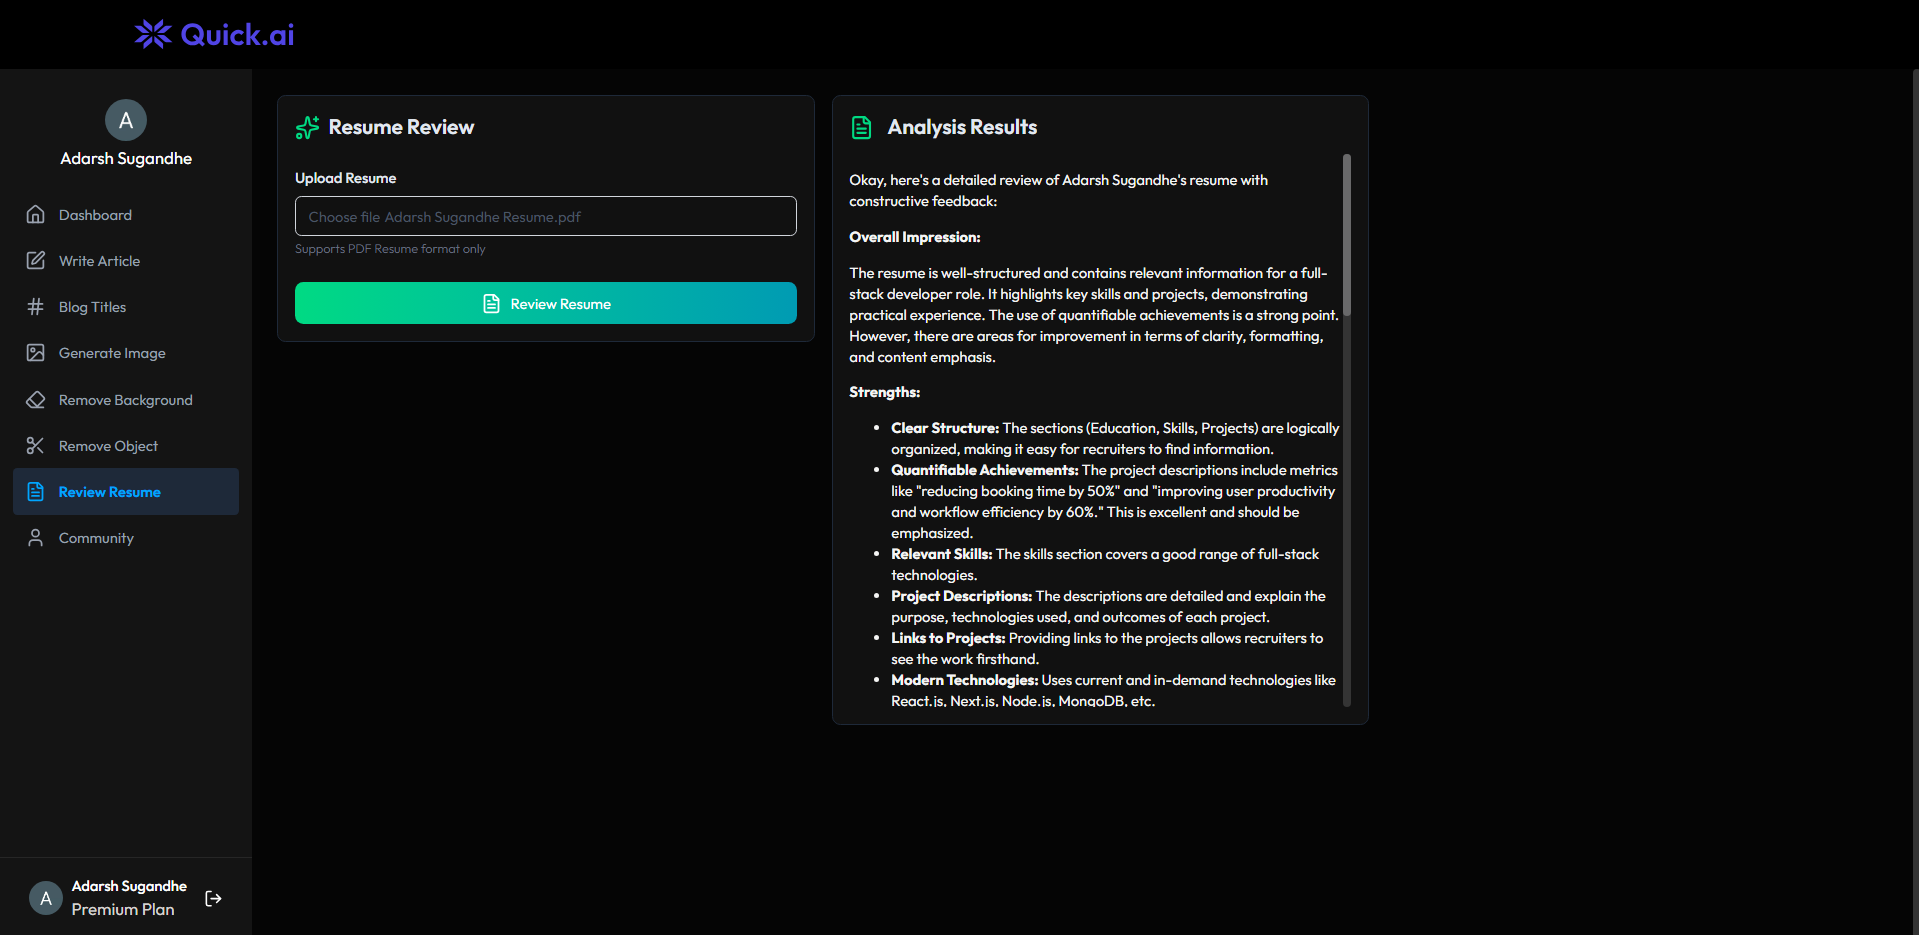 Quick.ai
A
Adarsh Sugandhe
Dashboard
Write Article
Blog Titles
Generate Image
Remove Background
Remove Object
Review Resume
Community
A
Adarsh Sugandhe
Premium Plan
Resume Review
Upload Resume
Choose file Adarsh Sugandhe Resume.pdf
Supports PDF Resume format only
Review Resume
Analysis Results
Okay, here's a detailed review of Adarsh Sugandhe's resume with
constructive feedback:
Overall Impression:
The resume is well-structured and contains relevant information for a full-
stack developer role. It highlights key skills and projects, demonstrating
practical experience. The use of quantifiable achievements is a strong point.
However, there are areas for improvement in terms of clarity, formatting,
and content emphasis.
Strengths:
• Clear Structure: The sections (Education, Skills, Projects) are logically
organized, making it easy for recruiters to find information.
• Quantifiable Achievements: The project descriptions include metrics
like "reducing booking time by 50%" and "improving user productivity
and workflow efficiency by 60%." This is excellent and should be
emphasized.
• Relevant Skills: The skills section covers a good range of full-stack
technologies.
• Project Descriptions: The descriptions are detailed and explain the
purpose, technologies used, and outcomes of each project.
• Links to Projects: Providing links to the projects allows recruiters to
see the work firsthand.
• Modern Technologies: Uses current and in-demand technologies like
React.js, Next.js, Node.js, MongoDB, etc.